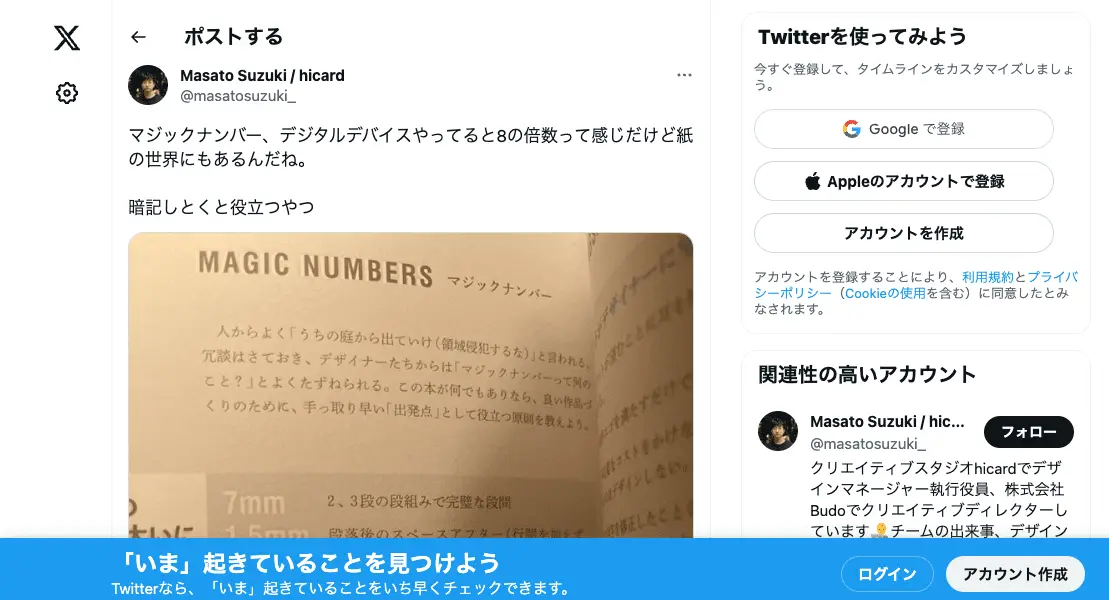 ポストする
Masato Suzuki / hicard
@masatosuzuki_
マジックナンバー、デジタルデバイスやってると8の倍数って感じだけど紙
の世界にもあるんだね。
暗記しとくと役立つやつ
MAGIC NUMBERS マジックナンバー
人からよく「うちの庭から出ていけ(領域侵犯するな)」と言われる。
冗談はさておき、デザイナーたちからは「マジックナンバーって何の
こと?」とよくたずねられる。この本が何でもありなら、良い作品づ
くりのために、手っ取り早い「出発点」として役立つ原則を教えよう。
7mm 2、3段の段組みで完璧な段間
1.5mm 段落後のスペースアフター(行間を加えて
Twitterを使ってみよう
今すぐ登録して、タイムラインをカスタマイズしましょ
う。
Google で登録
Appleのアカウントで登録
アカウントを作成
アカウントを登録することにより、利用規約とプライバ
シーポリシー(Cookieの使用を含む)に同意したとみ
なされます。
関連性の高いアカウント
Masato Suzuki / hic...
@masatosuzuki_
フォロー
クリエイティブスタジオhicardでデザ
インマネージャー執行役員、株式会社
Budoでクリエイティブディレクターし
ています チームの出来事、デザイン
「いま」起きていることを見つけよう
Twitterなら、「いま」起きていることをいち早くチェックできます。
ログイン
アカウント作成